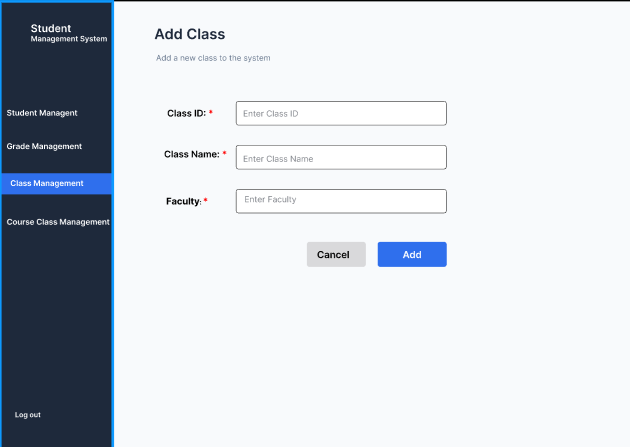 Student
Management System
Student Managent
Grade Management
Class Management
Course Class Management
Log out
Add Class
Add a new class to the system
Class ID: * Enter Class ID
Class Name: * Enter Class Name
Faculty: * Enter Faculty
Cancel Add